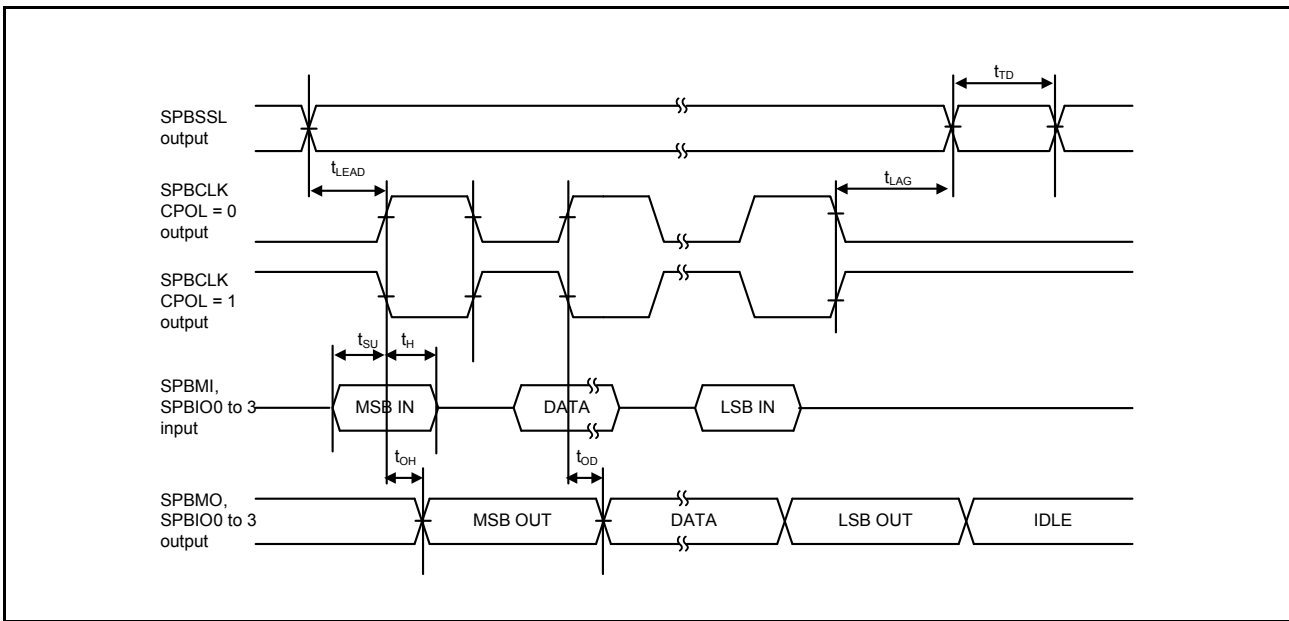 tTD
SPBSSL
output
tLEAD
tLAG
SPBCLK
CPOL = 0
output
SPBCLK
CPOL = 1
output
tSU
tH
SPBMI,
SPBIO0 to 3
input
MSB IN
DATA
LSB IN
tOH
tOD
SPBMO,
SPBIO0 to 3
output
MSB OUT
DATA
LSB OUT
IDLE